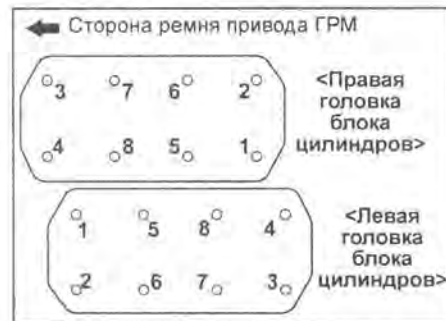 Сторона ремня привода ГРМ
3 7 6 2
4 8 5 1
<Правая
головка
блока
цилиндров>
1 5 8 4
2 6 7 3
<Левая
головка
блока
цилиндров>